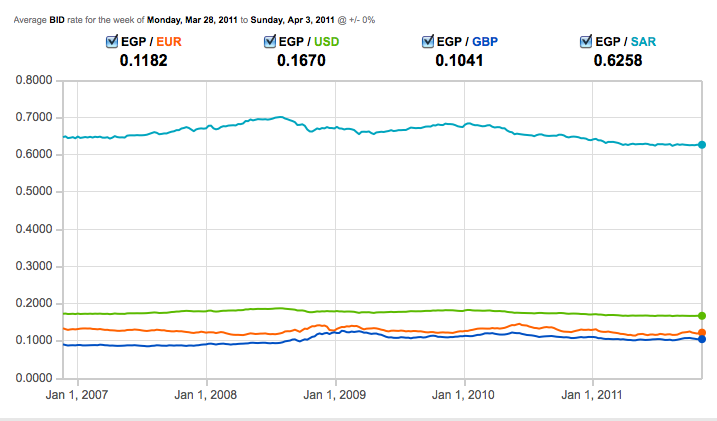 Average BID rate for the week of Monday, Mar 28, 2011 to Sunday, Apr 3, 2011 @ +/- 0%
EGP / EUR EGP / USD EGP / GBP EGP / SAR
0.1182 0.1670 0.1041 0.6258
0.8000
0.7000
0.6000
0.5000
0.4000
0.3000
0.2000
0.1000
0.0000
Jan 1, 2007 Jan 1, 2008 Jan 1, 2009 Jan 1, 2010 Jan 1, 2011